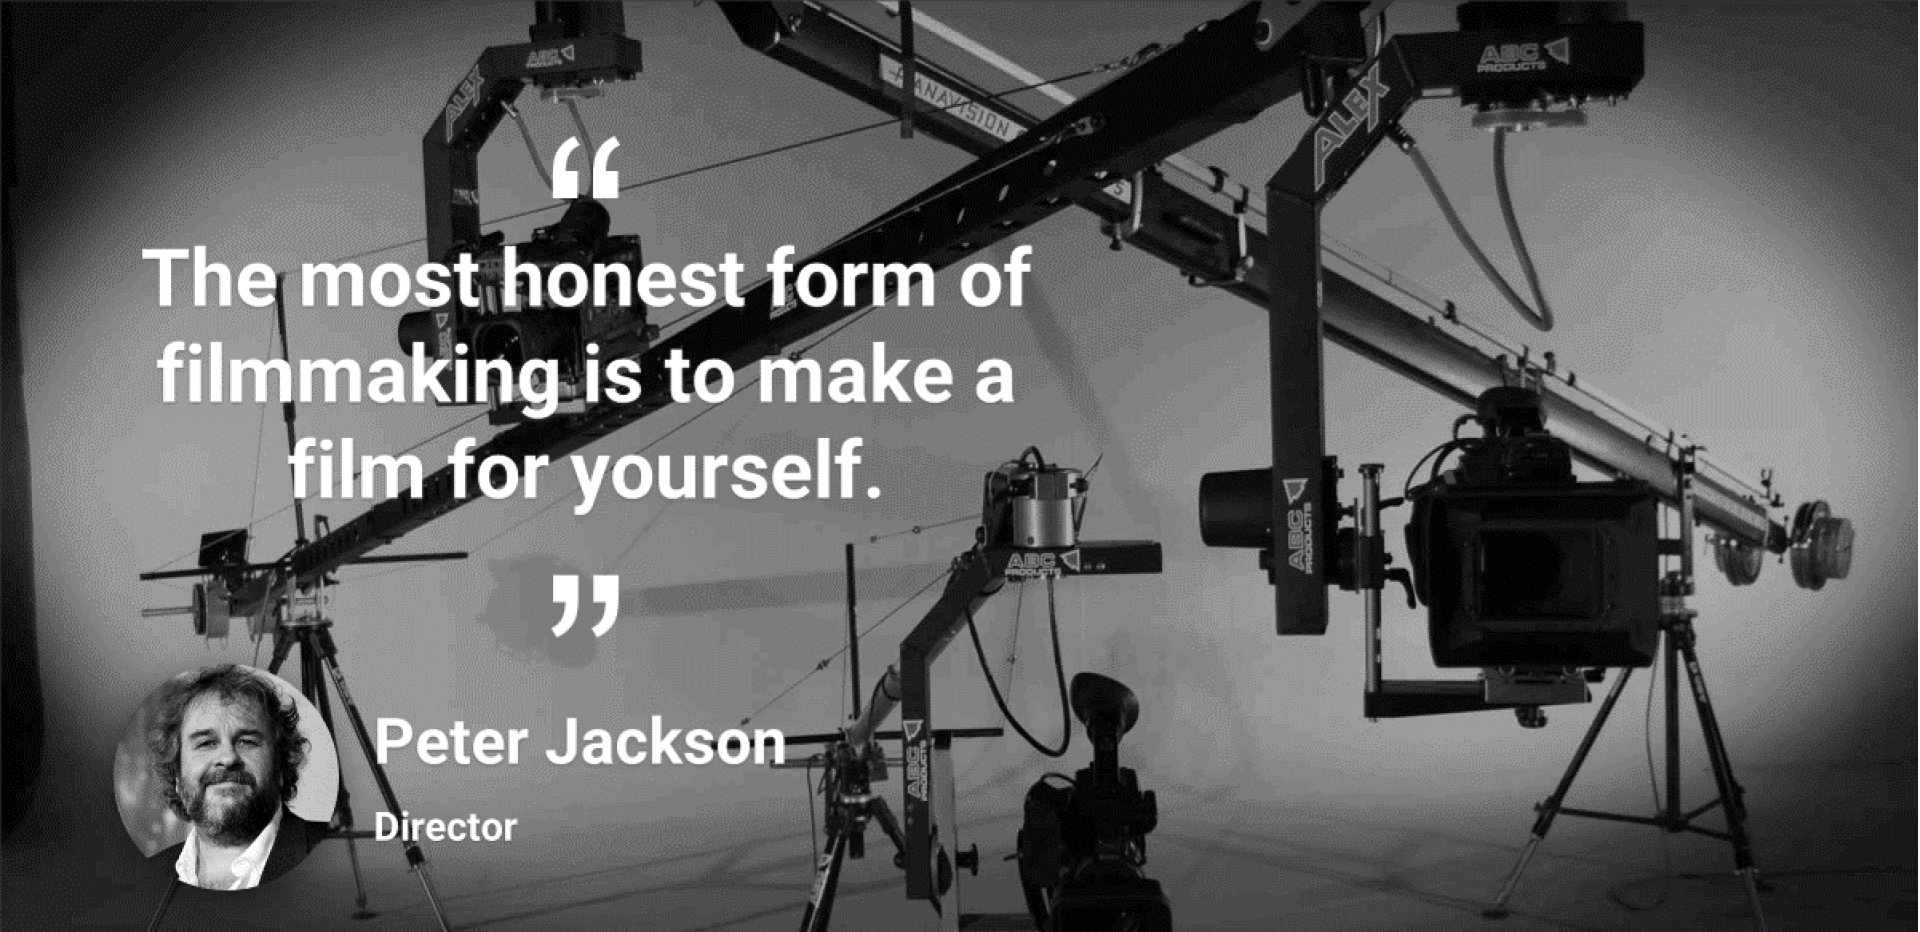 ABC
PRODUCTS
ALEX
ABC
PRODUCTS
ALEX
PANAVISION
“
The most honest form of
filmmaking is to make a
film for yourself.
”
ABC
PRODUCTS
ABC
PRODUCTS
ABC
PRODUCTS
Peter Jackson
Director